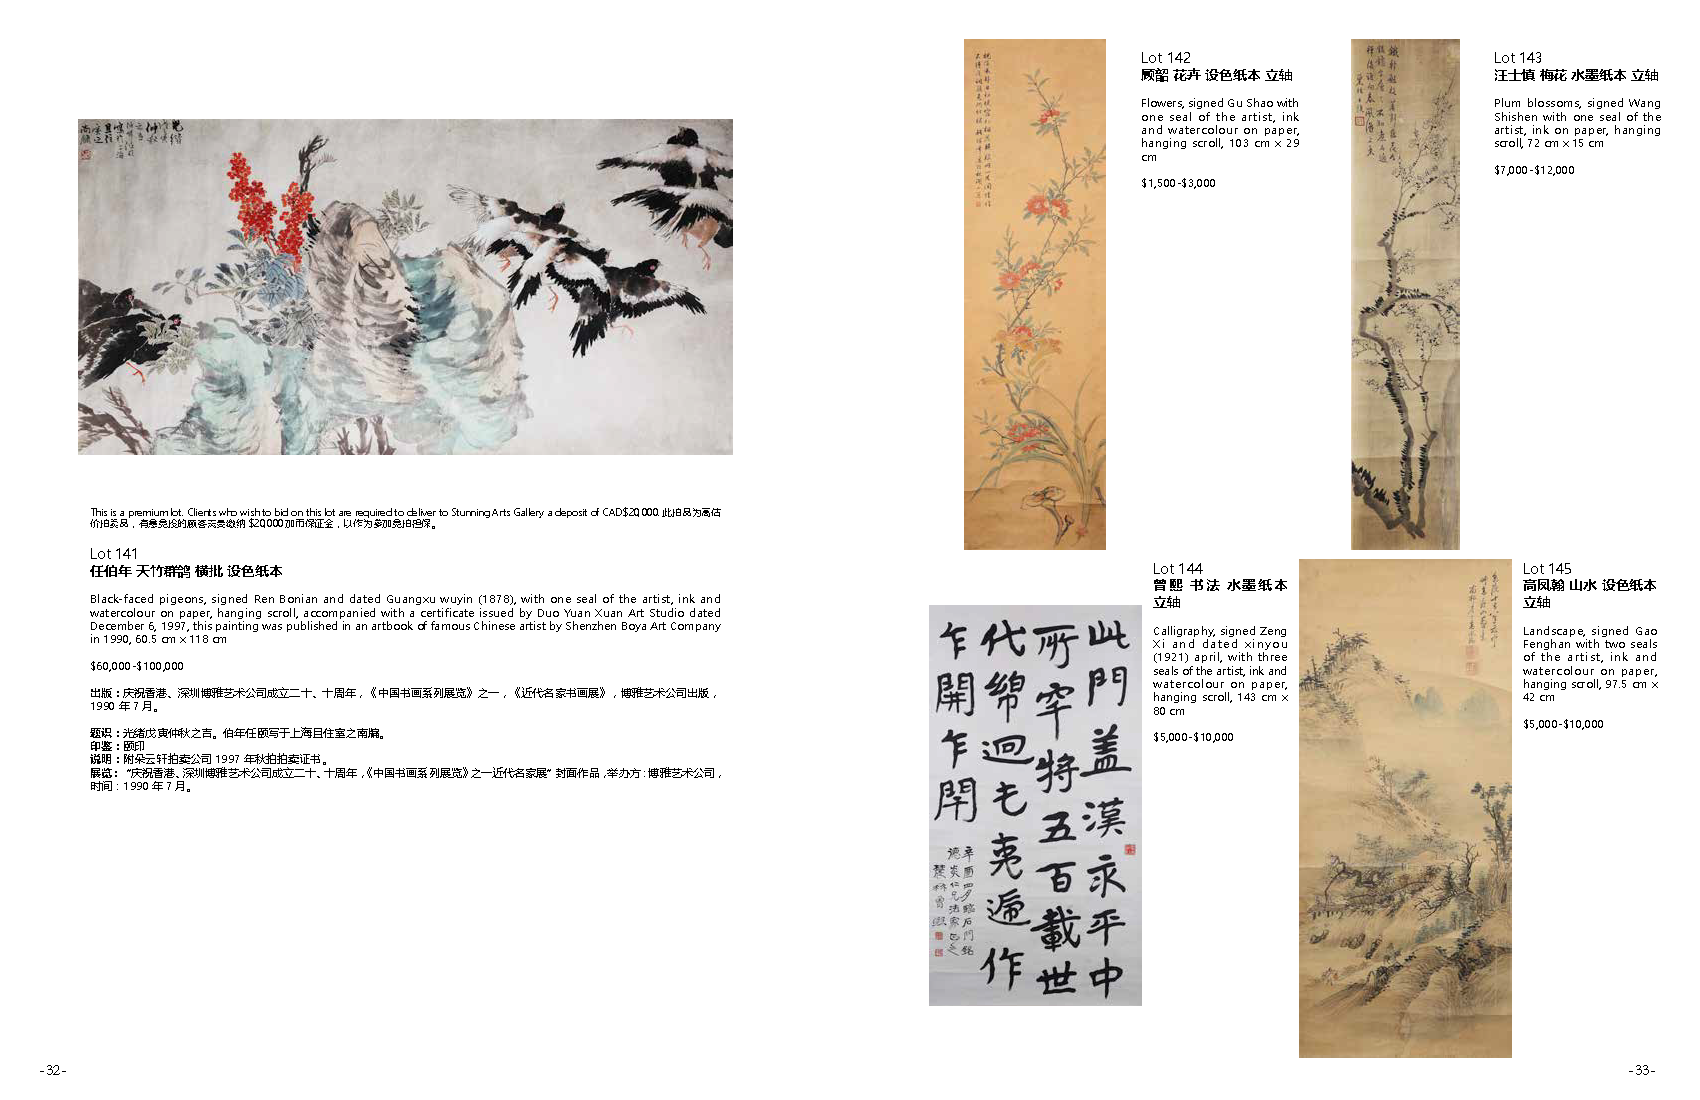 This is a premium lot. Clients who wish to bid on this lot are required to deliver to Stunning Arts Gallery a deposit of CAD$20,000. 此拍品为高估
价拍卖品，有意竞投的顾客需要缴纳 $20,000加币保证金，以作为参加竞拍担保。
Lot 141
任伯年 天竹群鸽 横批 设色纸本
Black-faced pigeons, signed Ren Bonian and dated Guangxu wuyin (1878), with one seal of the artist, ink and
watercolour on paper, hanging scroll, accompanied with a certificate issued by Duo Yuan Xuan Art Studio dated
December 6, 1997, this painting was published in an artbook of famous Chinese artist by Shenzhen Boya Art Company
in 1990, 60.5 cm x 118 cm
$60,000-$100,000
出版：庆祝香港、深圳博雅艺术公司成立二十、十周年，《中国书画系列展览》之一，《近代名家书画展》，博雅艺术公司出版，
1990 年 7 月。
题识：光绪戊寅仲秋之吉。伯年任颐写于上海且住室之南牖。
印鉴：颐印
说明：附朵云轩拍卖公司 1997 年秋拍拍卖证书。
展览： “庆祝香港、深圳博雅艺术公司成立二十、十周年，《中国书画系列展览》之一近代名家展” 封面作品，举办方：博雅艺术公司，
时间：1990 年 7 月。
-32-
Lot 142
顾韶 花卉 设色纸本 立轴
Flowers, signed Gu Shao with
one seal of the artist, ink
and watercolour on paper,
hanging scroll, 103 cm x 29
cm
$1,500-$3,000
Lot 143
汪士慎 梅花 水墨纸本 立轴
Plum blossoms, signed Wang
Shishen with one seal of the
artist, ink on paper, hanging
scroll, 72 cm x 15 cm
$7,000-$12,000
此門盖漢永平中
所穿將五百載世
代綿迴屯夷遞作
乍開乍閇
辛酉四月臨石門銘
Lot 144
曾熙 书法 水墨纸本
立轴
Calligraphy, signed Zeng
Xi and dated xinyou
(1921) april, with three
seals of the artist, ink and
watercolour on paper,
hanging scroll, 143 cm x
80 cm
$5,000-$10,000
Lot 145
高凤翰 山水 设色纸本
立轴
Landscape, signed Gao
Fenghan with two seals
of the artist, ink and
watercolour on paper,
hanging scroll, 97.5 cm x
42 cm
$5,000-$10,000
-33-